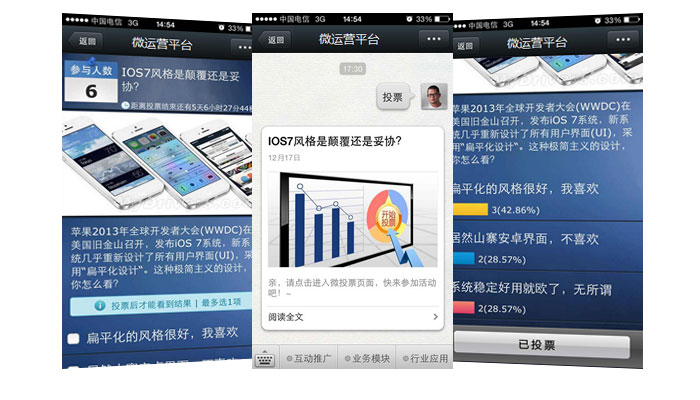 中国电信 3G 14:54 33%
返回 微运营平台
参与人数
6
IOS7风格是颠覆还是妥
协?
距离投票结束还有5天6小时27分44
苹果2013年全球开发者大会(WWDC)在
美国旧金山召开，发布iOS 7系统，新系
统几乎重新设计了所有用户界面(UI)，采
用"扁平化设计"。这种极简主义的设计，
你怎么看?
投票后才能看到结果 | 最多选1项
扁平化的风格很好，我喜欢
中国电信 3G 14:54 33%
返回 微运营平台
17:30
投票
IOS7风格是颠覆还是妥协?
12月17日
开始
投票
亲，请点击进入微投票页面，快来参加活动
吧！~
阅读全文
互动推广 业务模块 行业应用
中国电信 3G 14:54 33%
返回 微运营平台
苹果2013年全球开发者大会(WWDC)在
美国旧金山召开，发布iOS 7系统，新系
统几乎重新设计了所有用户界面(UI)，采
用"扁平化设计"。这种极简主义的设计，
你怎么看?
扁平化的风格很好，我喜欢
3(42.86%)
居然山寨安卓界面，不喜欢
2(28.57%)
系统稳定好用就欧了，无所谓
2(28.57%)
已投票